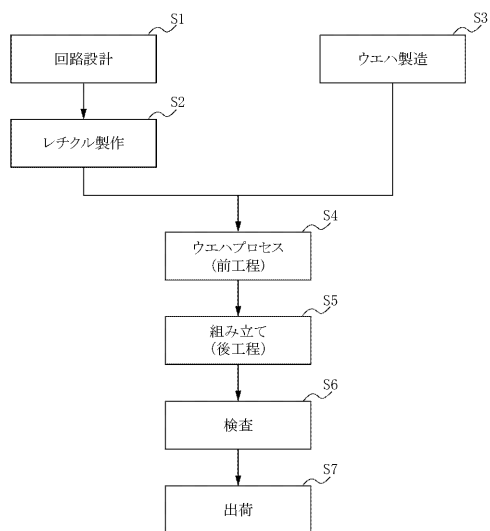 S1
回路設計
S2
レチクル製作
S3
ウエハ製造
S4
ウエハプロセス
(前工程)
S5
組み立て
(後工程)
S6
検査
S7
出荷